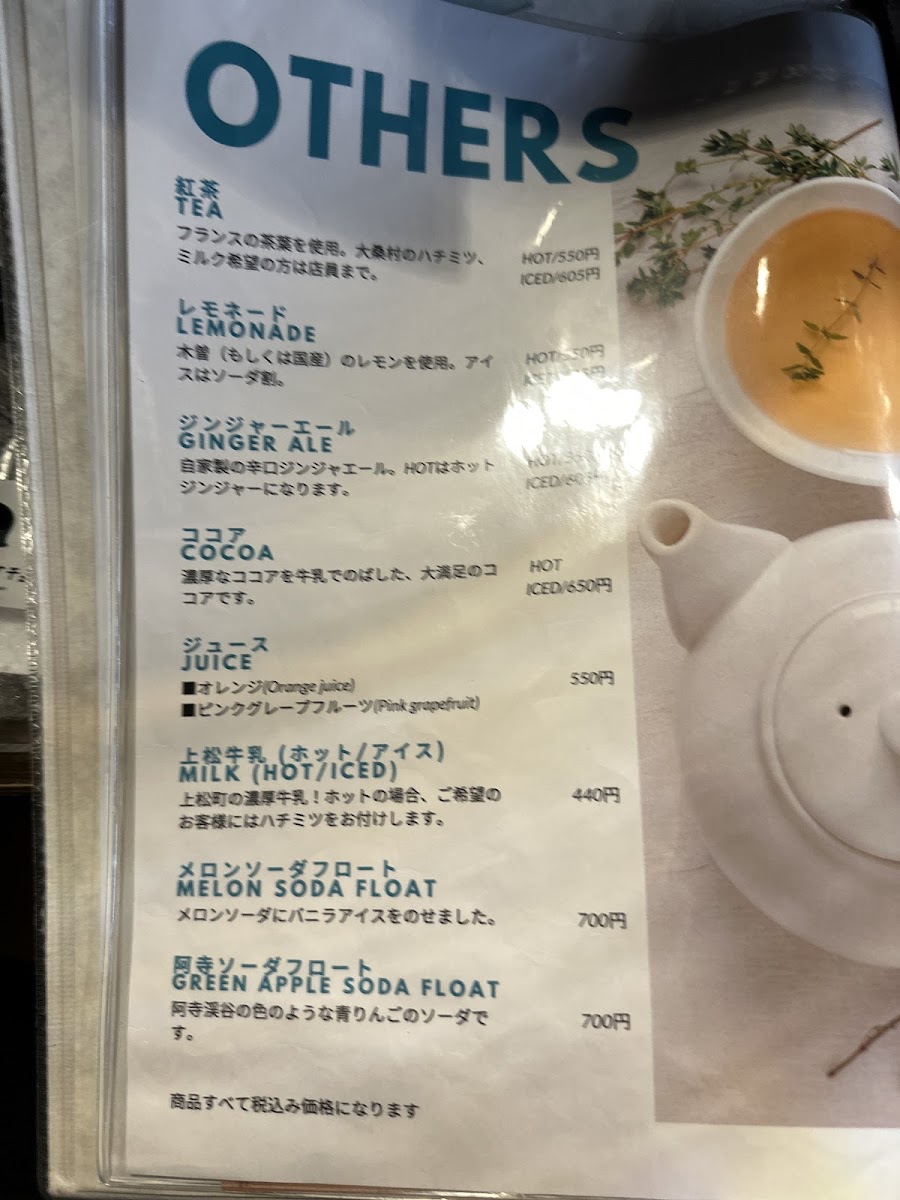 OTHERS
紅茶
TEA
フランスの茶葉を使用。大桑村のハチミツ、
ミルク希望の方は店員まで。
HOT/550円
ICED/605円
レモネード
LEMONADE
木曽（もしくは国産）のレモンを使用。アイ
スはソーダ割。
ジンジャーエール
GINGER ALE
自家製の辛口ジンジャエール。HOTはホット
ジンジャーになります。
ココア
COCOA
濃厚なココアを牛乳でのばした、大満足のコ
コアです。
HOT
ICED/650円
ジュース
JUICE
■オレンジ(Orange juice)
■ピンクグレープフルーツ(Pink grapefruit)
550円
上松牛乳 (ホット/アイス)
MILK (HOT/ICED)
上松町の濃厚牛乳！ホットの場合、ご希望の
お客様にはハチミツをお付けします。
440円
メロンソーダフロート
MELON SODA FLOAT
メロンソーダにバニラアイスをのせました。
700円
阿寺ソーダフロート
GREEN APPLE SODA FLOAT
阿寺渓谷の色のような青りんごのソーダで
す。
700円
商品すべて税込み価格になります